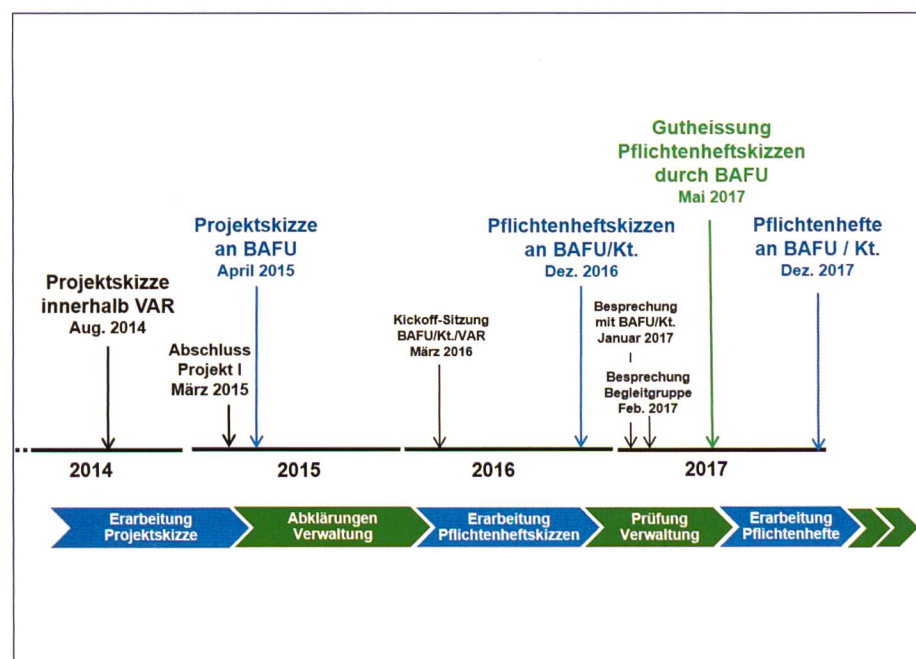 Gutheissung
Pflichtenheftskizzen
durch BAFU
Mai 2017
Projektskizze
an BAFU
April 2015
Pflichtenheftskizzen
an BAFU/Kt.
Dez. 2016
Pflichtenhefte
an BAFU / Kt.
Dez. 2017
Projektskizze
innerhalb VAR
Aug. 2014
Abschluss
Projekt I
März 2015
Kickoff-Sitzung
BAFU/Kt./VAR
März 2016
Besprechung
mit BAFU/Kt.
Januar 2017
Besprechung
Begleitgruppe
Feb. 2017
2014
2015
2016
2017
Erarbeitung
Projektskizze
Abklärungen
Verwaltung
Erarbeitung
Pflichtenheftskizzen
Prüfung
Verwaltung
Erarbeitung
Pflichtenhefte